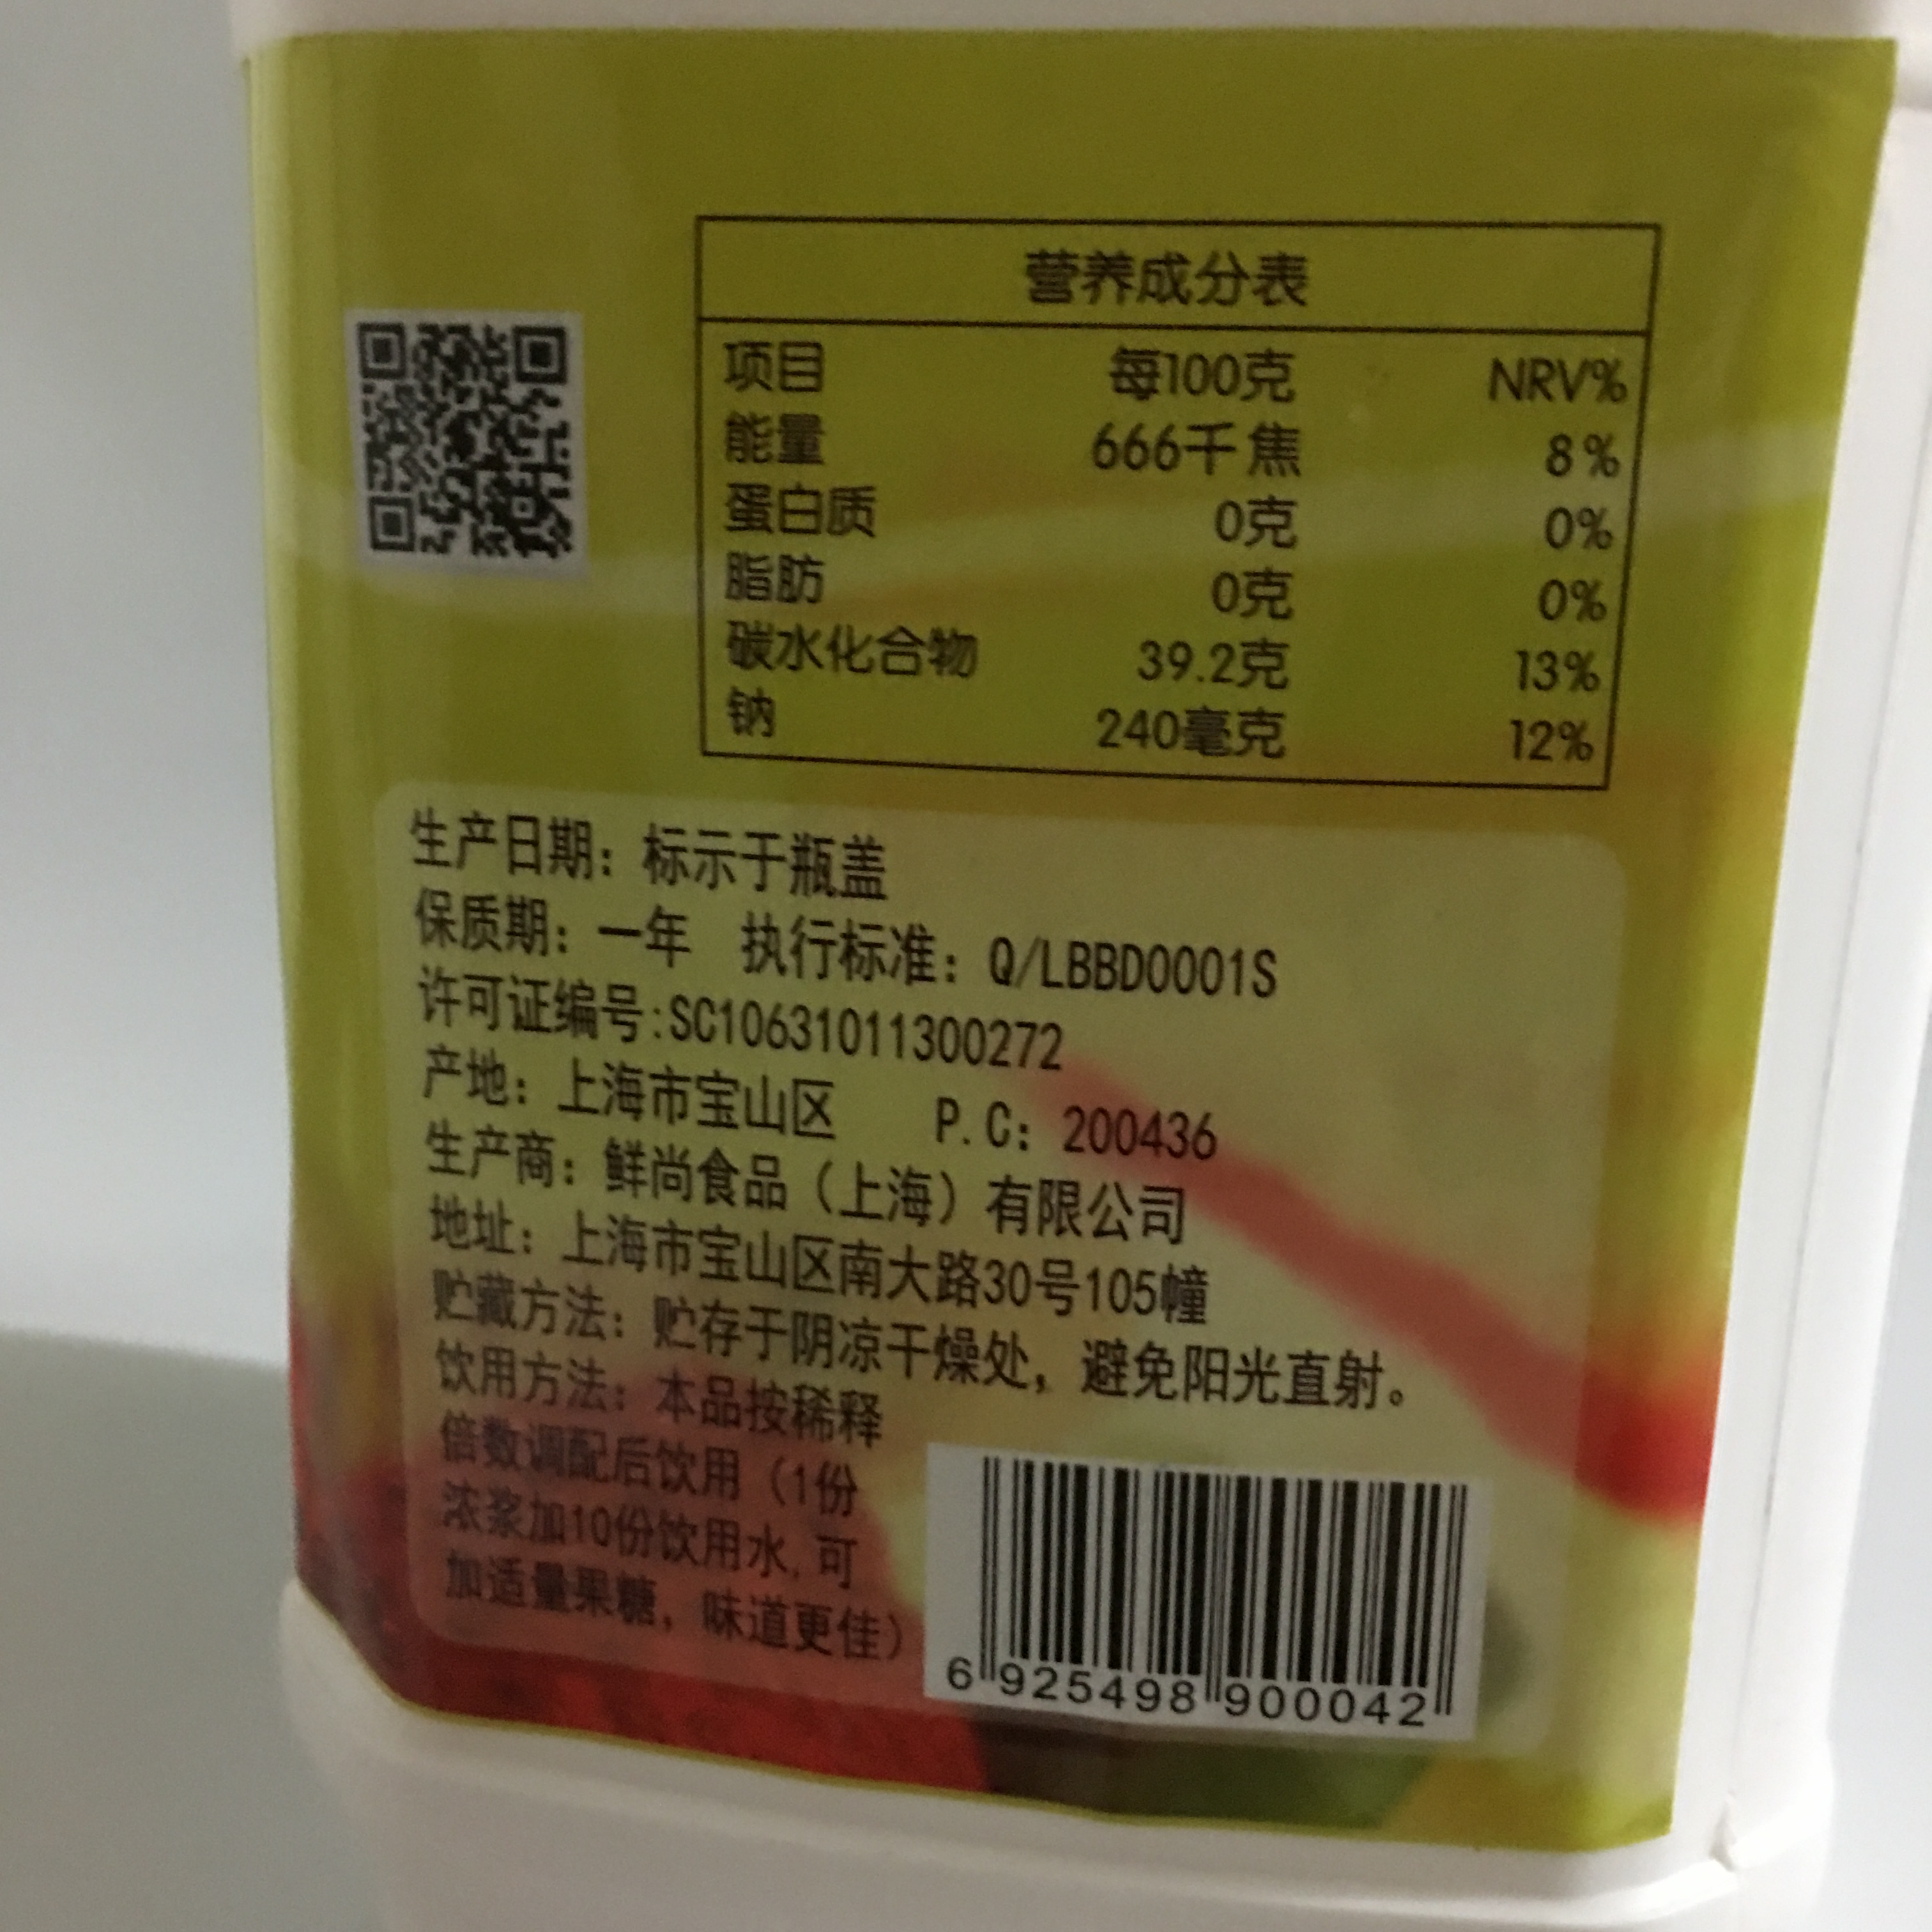 营养成分表
项目 每100克 NRV%
能量 666千焦 8%
蛋白质 0克 0%
脂肪 0克 0%
碳水化合物 39.2克 13%
钠 240毫克 12%
生产日期：标示于瓶盖
保质期：一年 执行标准：Q/LBBD0001S
许可证编号:SC10631011300272
产地：上海市宝山区 P.C：200436
生产商：鲜尚食品（上海）有限公司
地址：上海市宝山区南大路30号105幢
贮藏方法：贮存于阴凉干燥处，避免阳光直射。
饮用方法：本品按稀释
倍数调配后饮用（1份
浓浆加10份饮用水,可
加适量果糖，味道更佳）
6 925498 900042